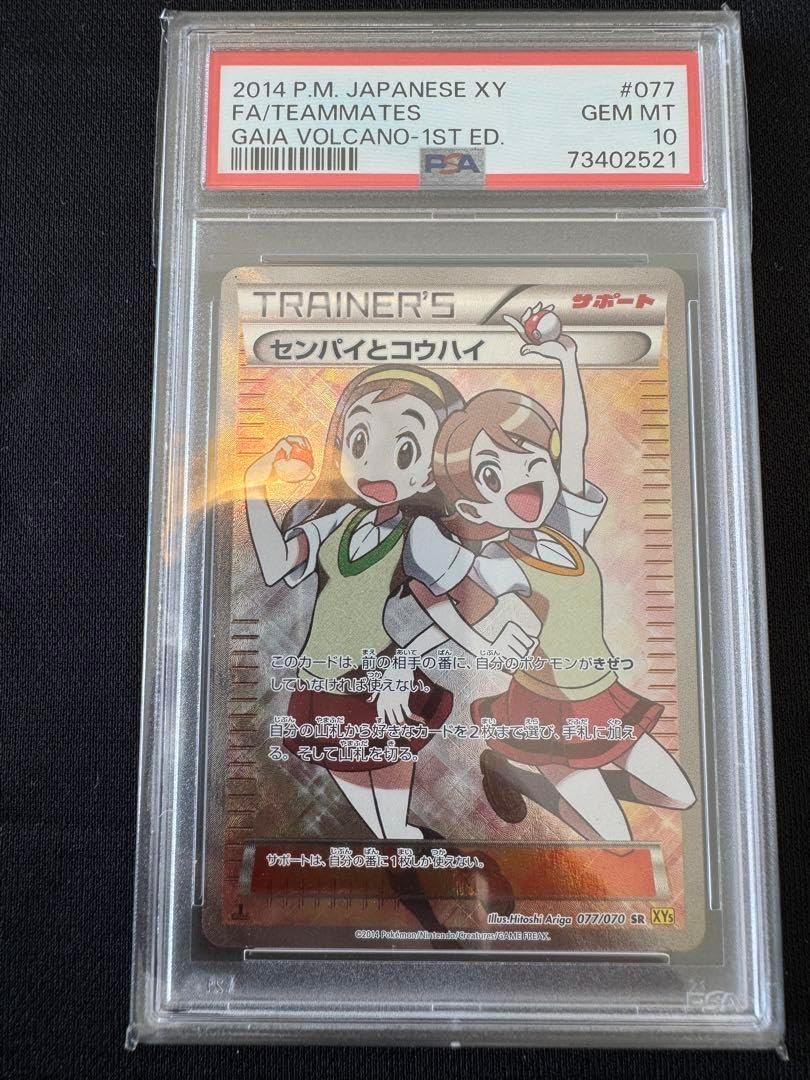 2014 P.M. JAPANESE XY #077
FA/TEAMMATES GEM MT
GAIA VOLCANO-1ST ED. 10
PSA 73402521
TRAINER'S サポート
センパイとコウハイ
このカードは、前の相手の番に、自分のポケモンがきぜつ
していなければ使えない。
自分の山札から好きなカードを2枚まで選び、手札に加え
る。そして山札を切る。
サポートは、自分の番に1枚しか使えない。
Illus.Hitoshi Ariga 077/070 SR XY5
©2014 Pokémon/Nintendo/Creatures/GAME FREAK.
PSA